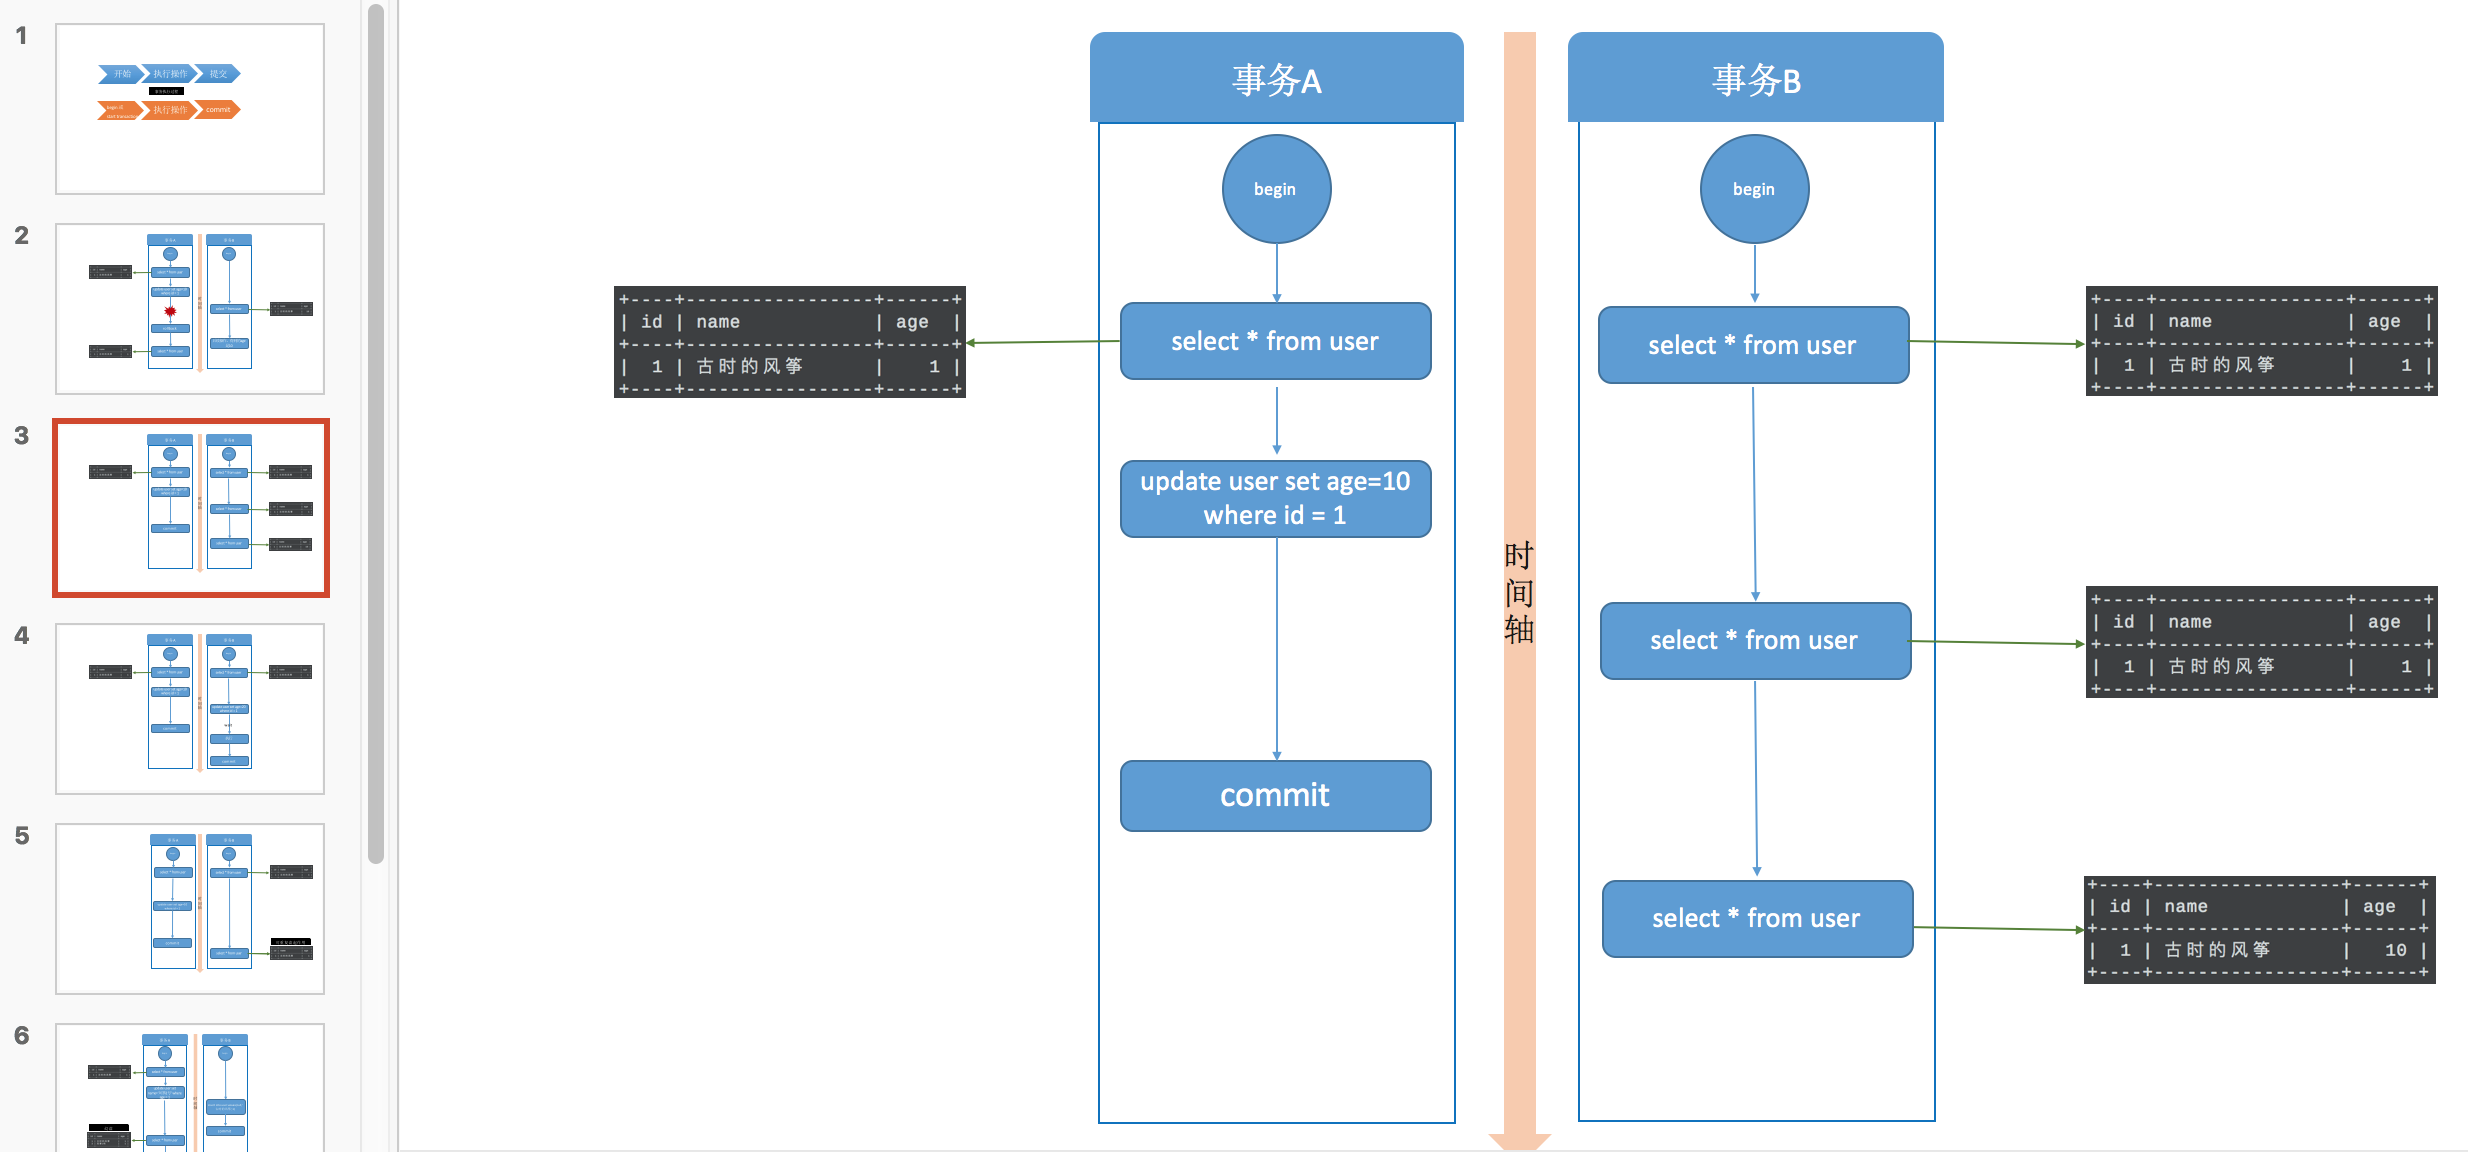 1
开始
执行操作
提交
执行操作
commit
2
3
4
5
6
事务A
begin
select * from user
+----+-----------------+------+
| id | name            | age  |
+----+-----------------+------+
|  1 | 古时的风筝      |    1 |
+----+-----------------+------+
update user set age=10
where id = 1
commit
时
间
轴
事务B
begin
select * from user
+----+-----------------+------+
| id | name            | age  |
+----+-----------------+------+
|  1 | 古时的风筝      |    1 |
+----+-----------------+------+
select * from user
+----+-----------------+------+
| id | name            | age  |
+----+-----------------+------+
|  1 | 古时的风筝      |    1 |
+----+-----------------+------+
select * from user
+----+-----------------+------+
| id | name            | age  |
+----+-----------------+------+
|  1 | 古时的风筝      |   10 |
+----+-----------------+------+